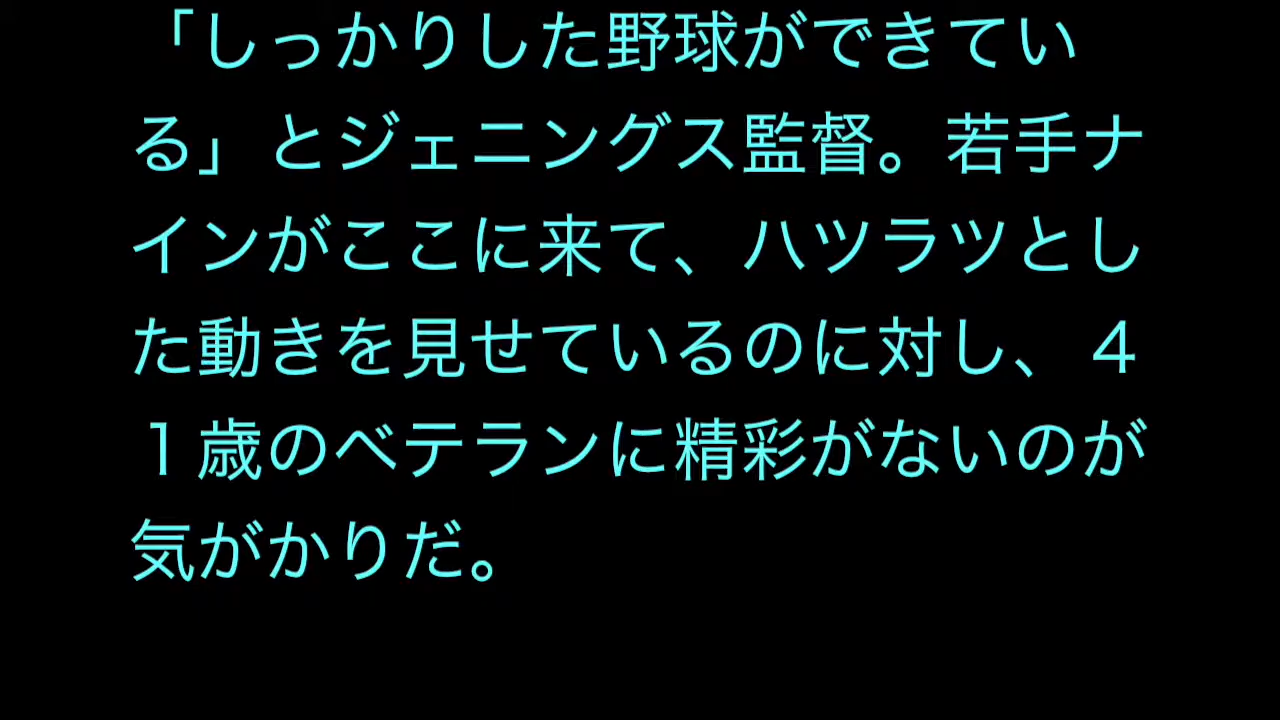 「しっかりした野球ができてい
る」とジェニングス監督。若手ナ
インがここに来て、ハツラツとし
た動きを見せているのに対し、４
１歳のベテランに精彩がないのが
気がかりだ。